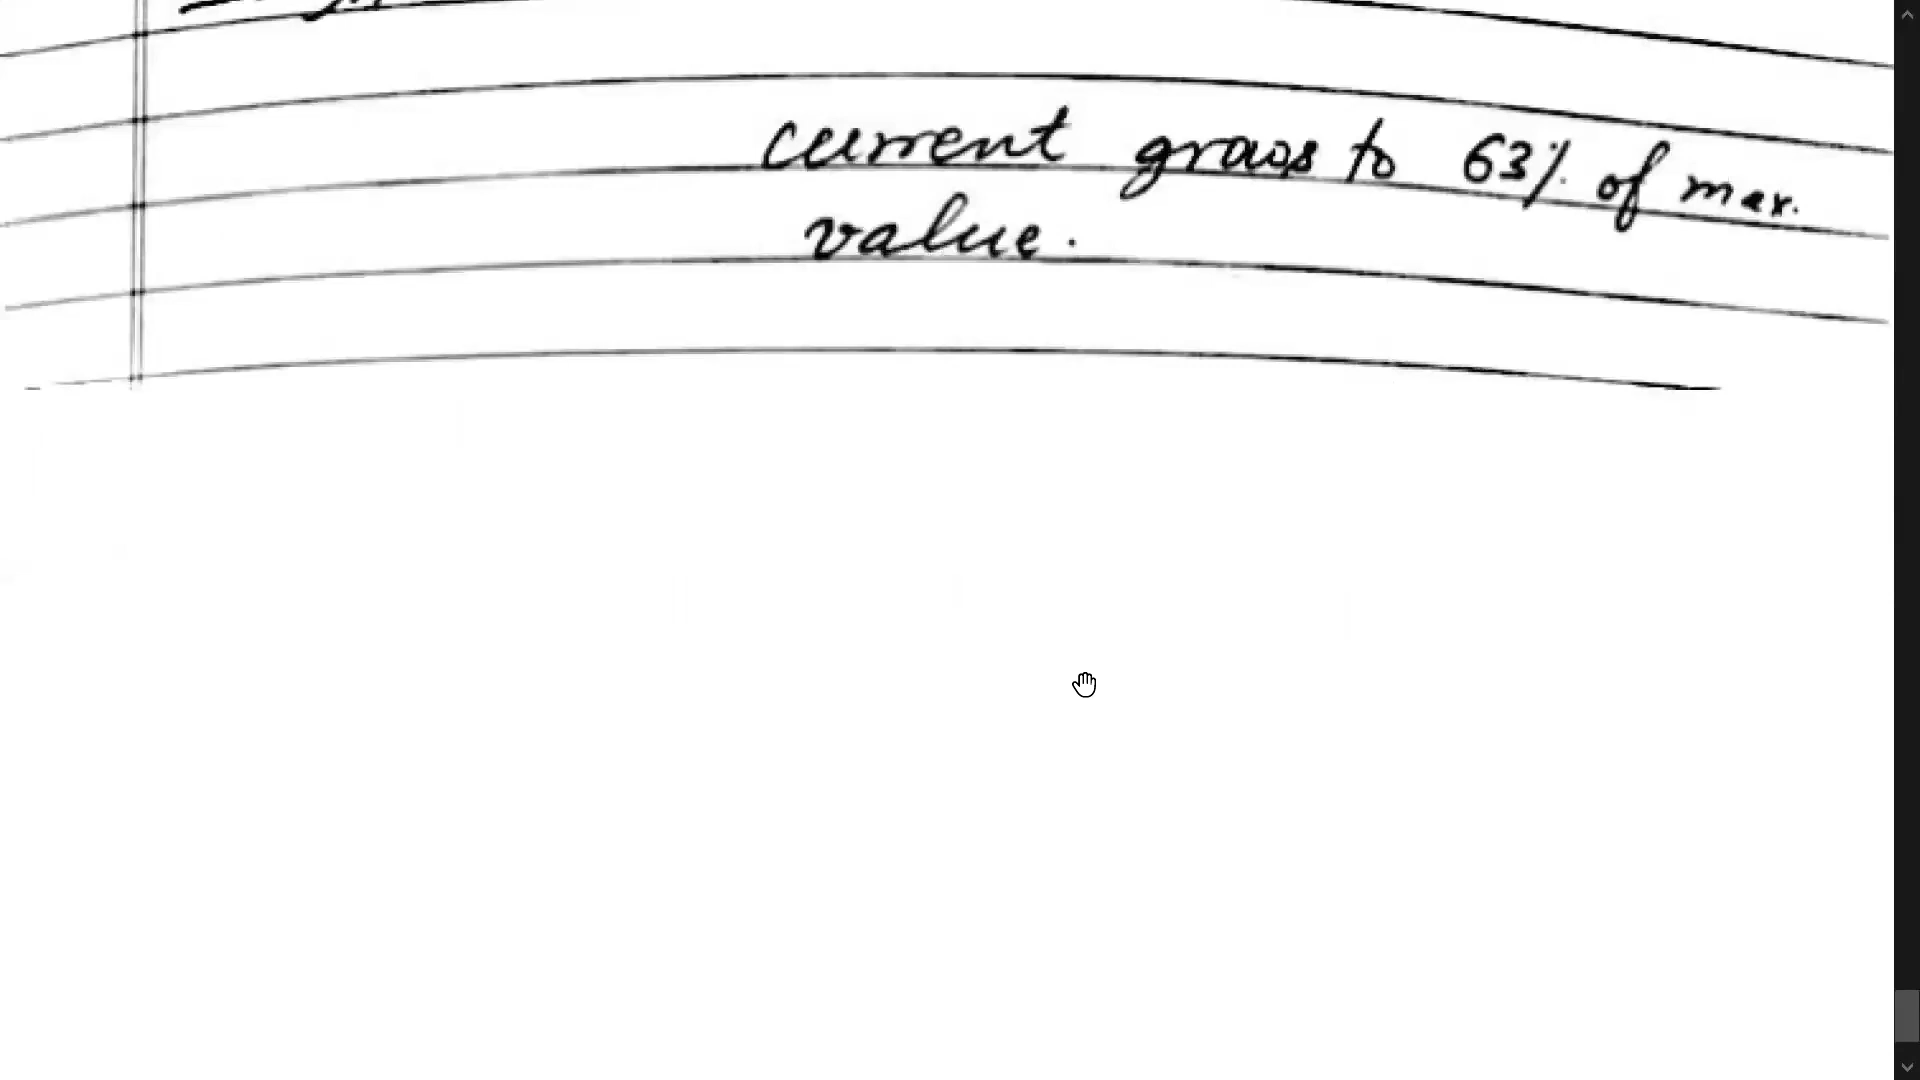 current grows to 63% of max.
value.